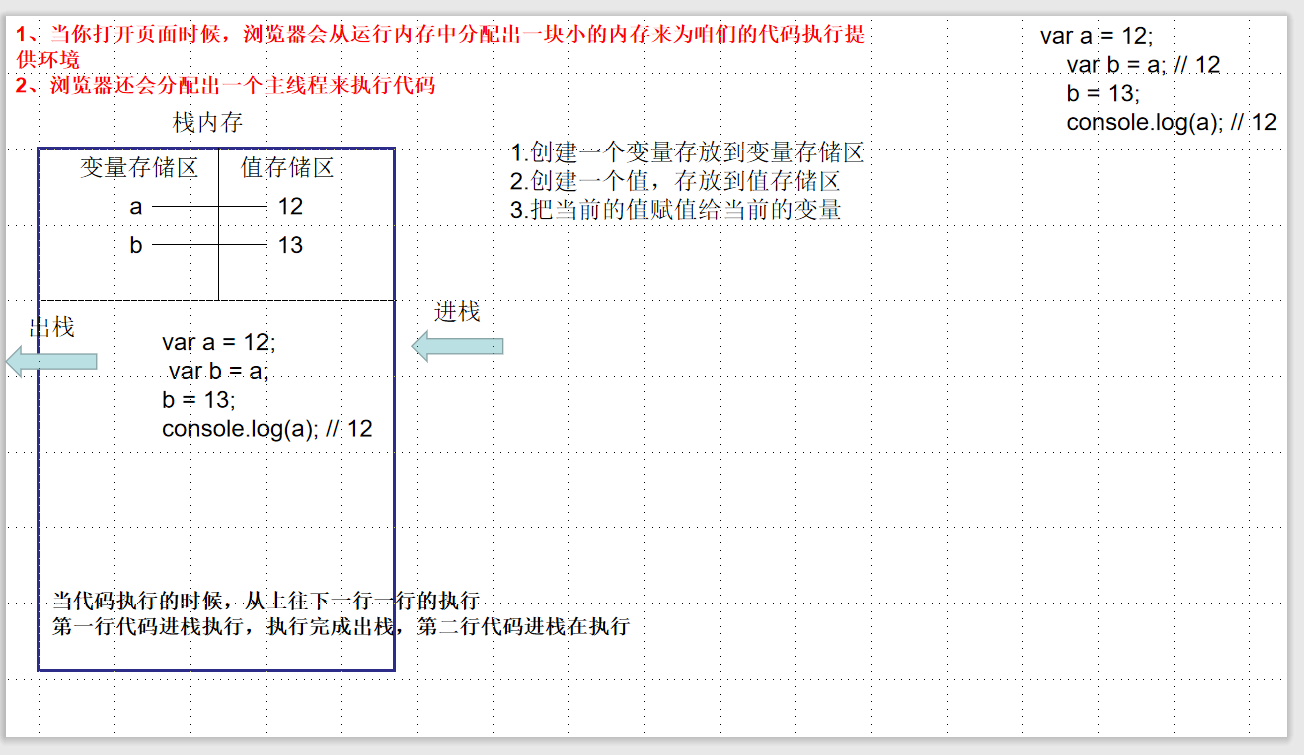 1、当你打开页面时候，浏览器会从运行内存中分配出一块小的内存来为咱们的代码执行提
供环境
2、浏览器还会分配出一个主线程来执行代码
var a = 12;
var b = a; // 12
b = 13;
console.log(a); // 12
栈内存
变量存储区 值存储区
a 12
b 13
1.创建一个变量存放到变量存储区
2.创建一个值，存放到值存储区
3.把当前的值赋值给当前的变量
出栈
进栈
var a = 12;
var b = a;
b = 13;
console.log(a); // 12
当代码执行的时候，从上往下一行一行的执行
第一行代码进栈执行，执行完成出栈，第二行代码进栈在执行